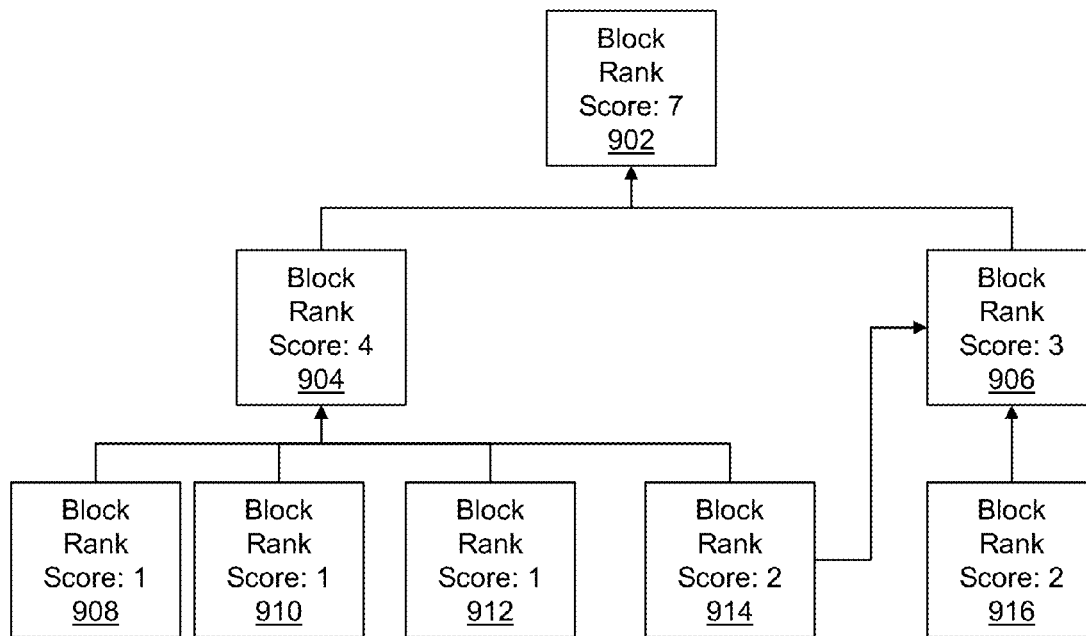 Block
Rank
Score: 7
902
Block
Rank
Score: 4
904
Block
Rank
Score: 3
906
Block
Rank
Score: 1
908
Block
Rank
Score: 1
910
Block
Rank
Score: 1
912
Block
Rank
Score: 2
914
Block
Rank
Score: 2
916